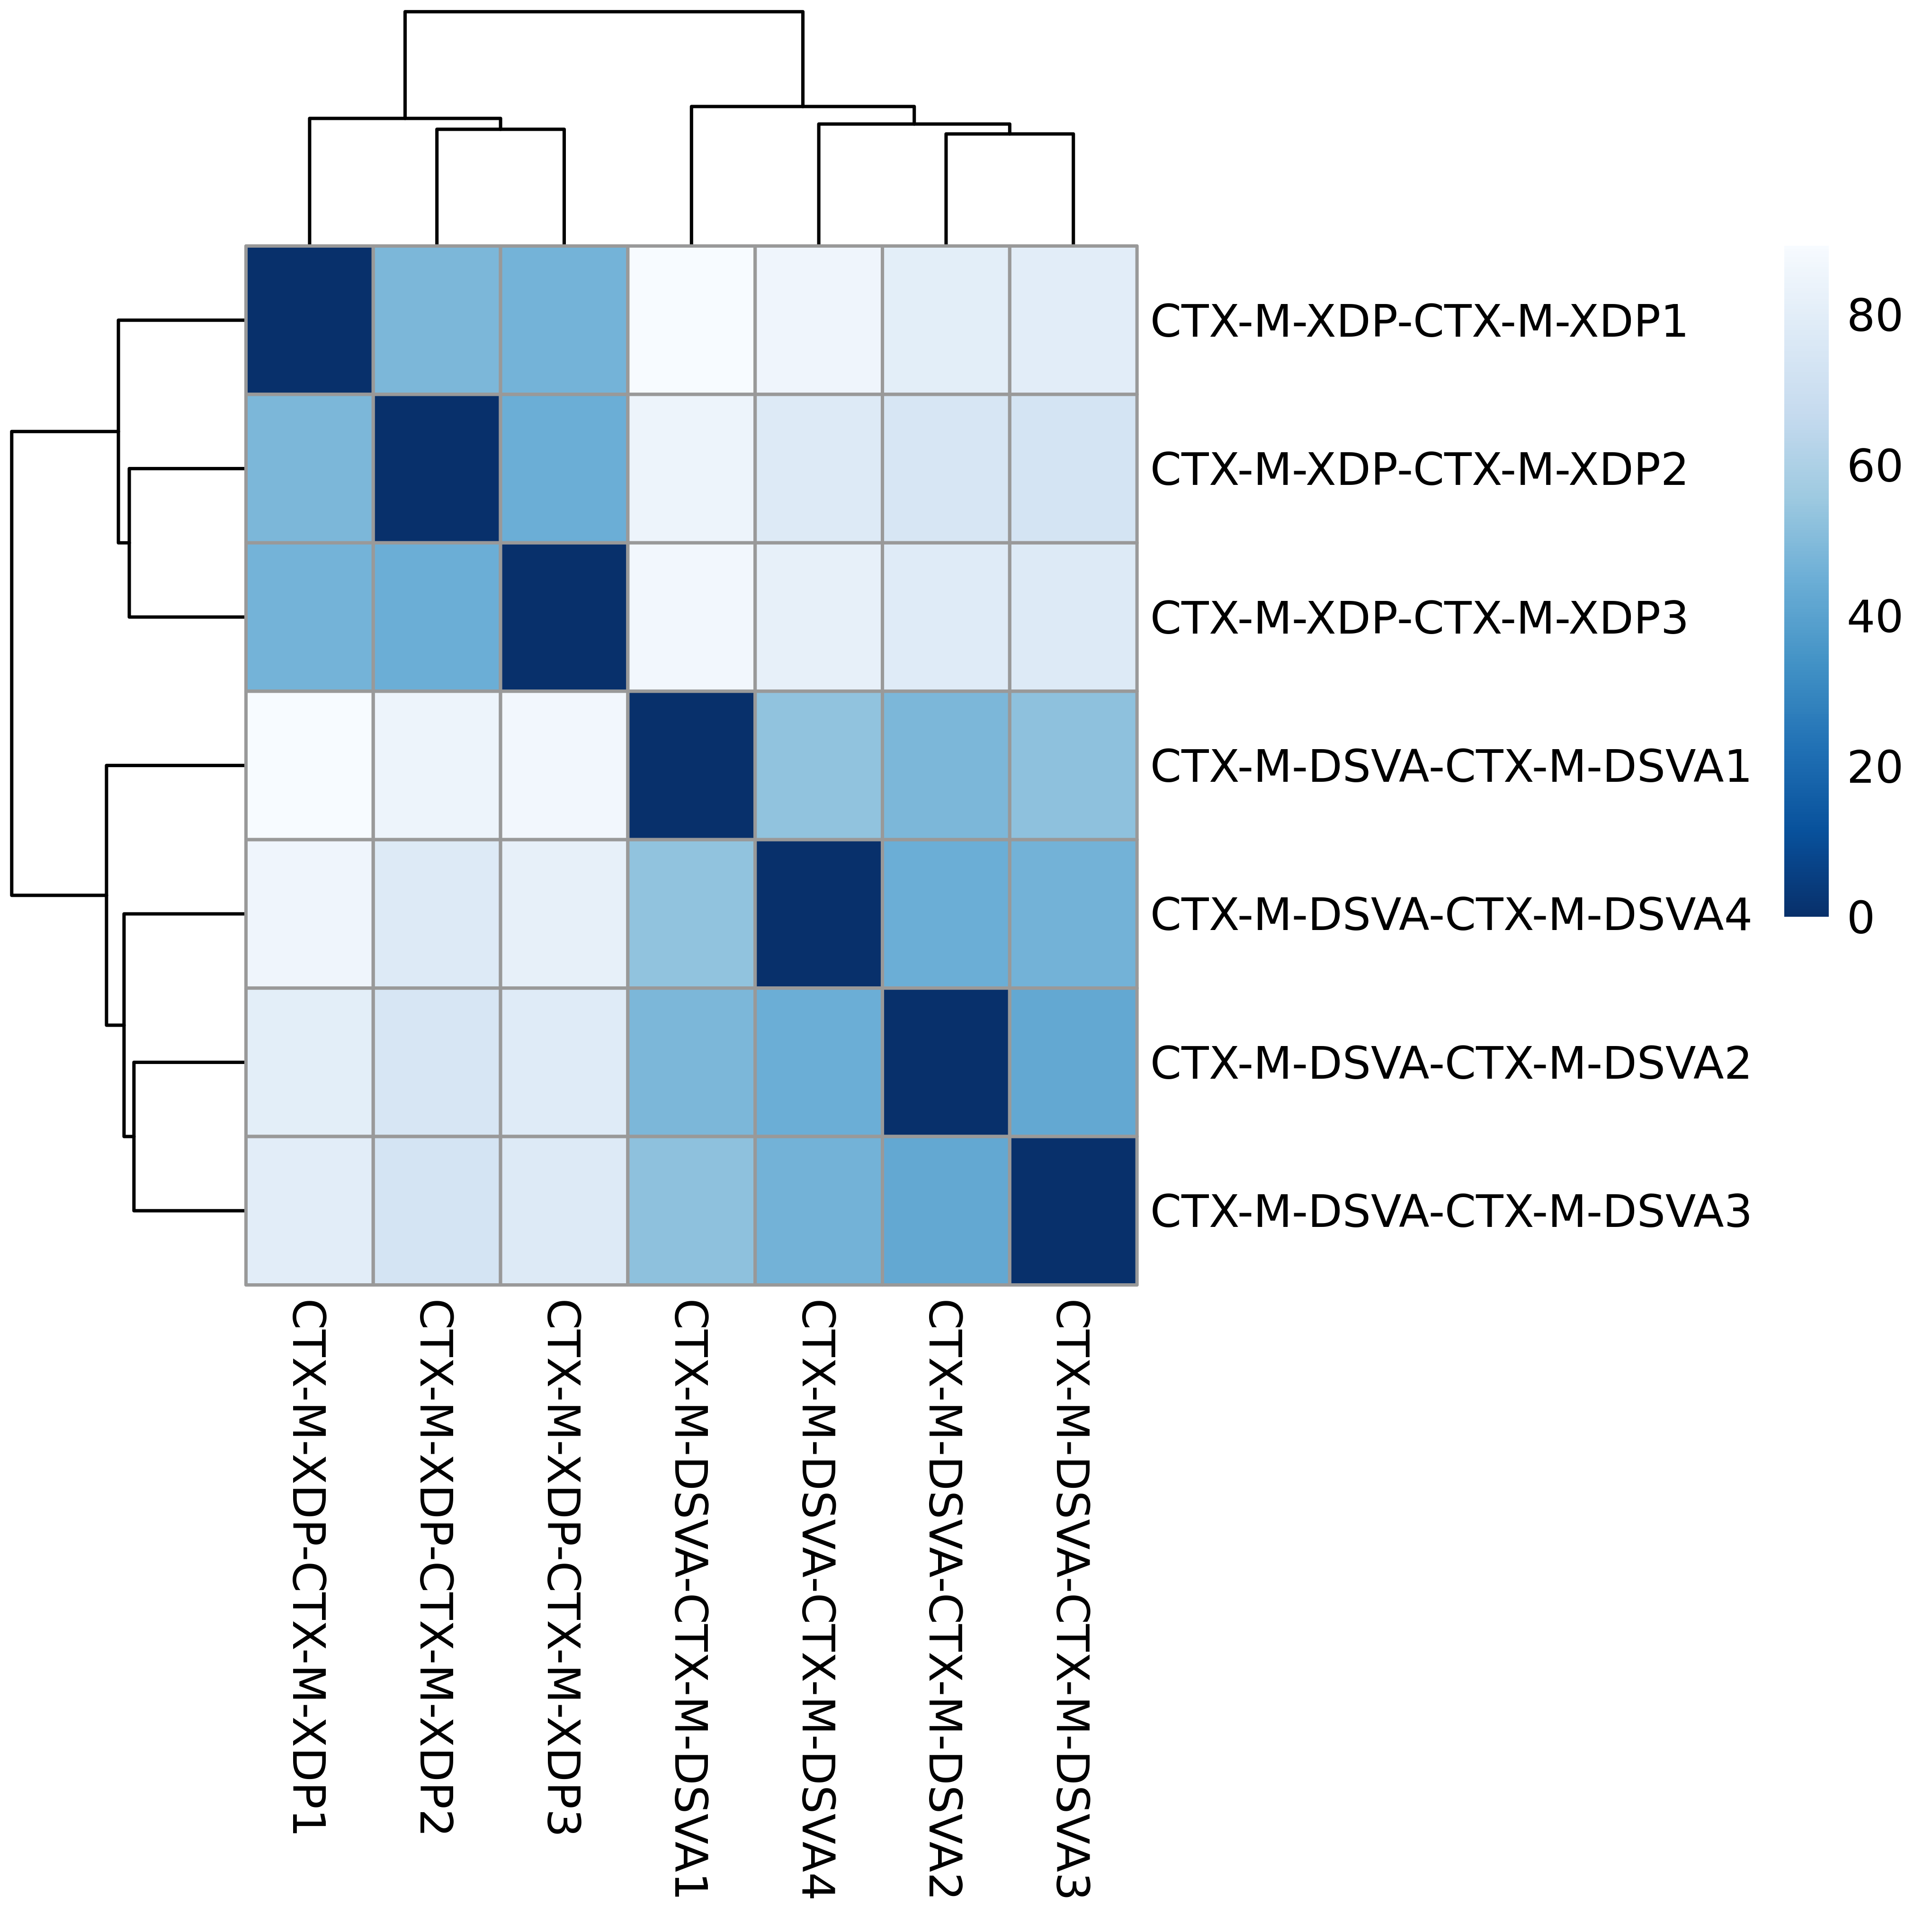 CTX-M-XDP-CTX-M-XDP1
CTX-M-XDP-CTX-M-XDP2
CTX-M-XDP-CTX-M-XDP3
CTX-M-DSVA-CTX-M-DSVA1
CTX-M-DSVA-CTX-M-DSVA4
CTX-M-DSVA-CTX-M-DSVA2
CTX-M-DSVA-CTX-M-DSVA3
80
60
40
20
0
CTX-M-XDP-CTX-M-XDP1
CTX-M-XDP-CTX-M-XDP2
CTX-M-XDP-CTX-M-XDP3
CTX-M-DSVA-CTX-M-DSVA1
CTX-M-DSVA-CTX-M-DSVA4
CTX-M-DSVA-CTX-M-DSVA2
CTX-M-DSVA-CTX-M-DSVA3